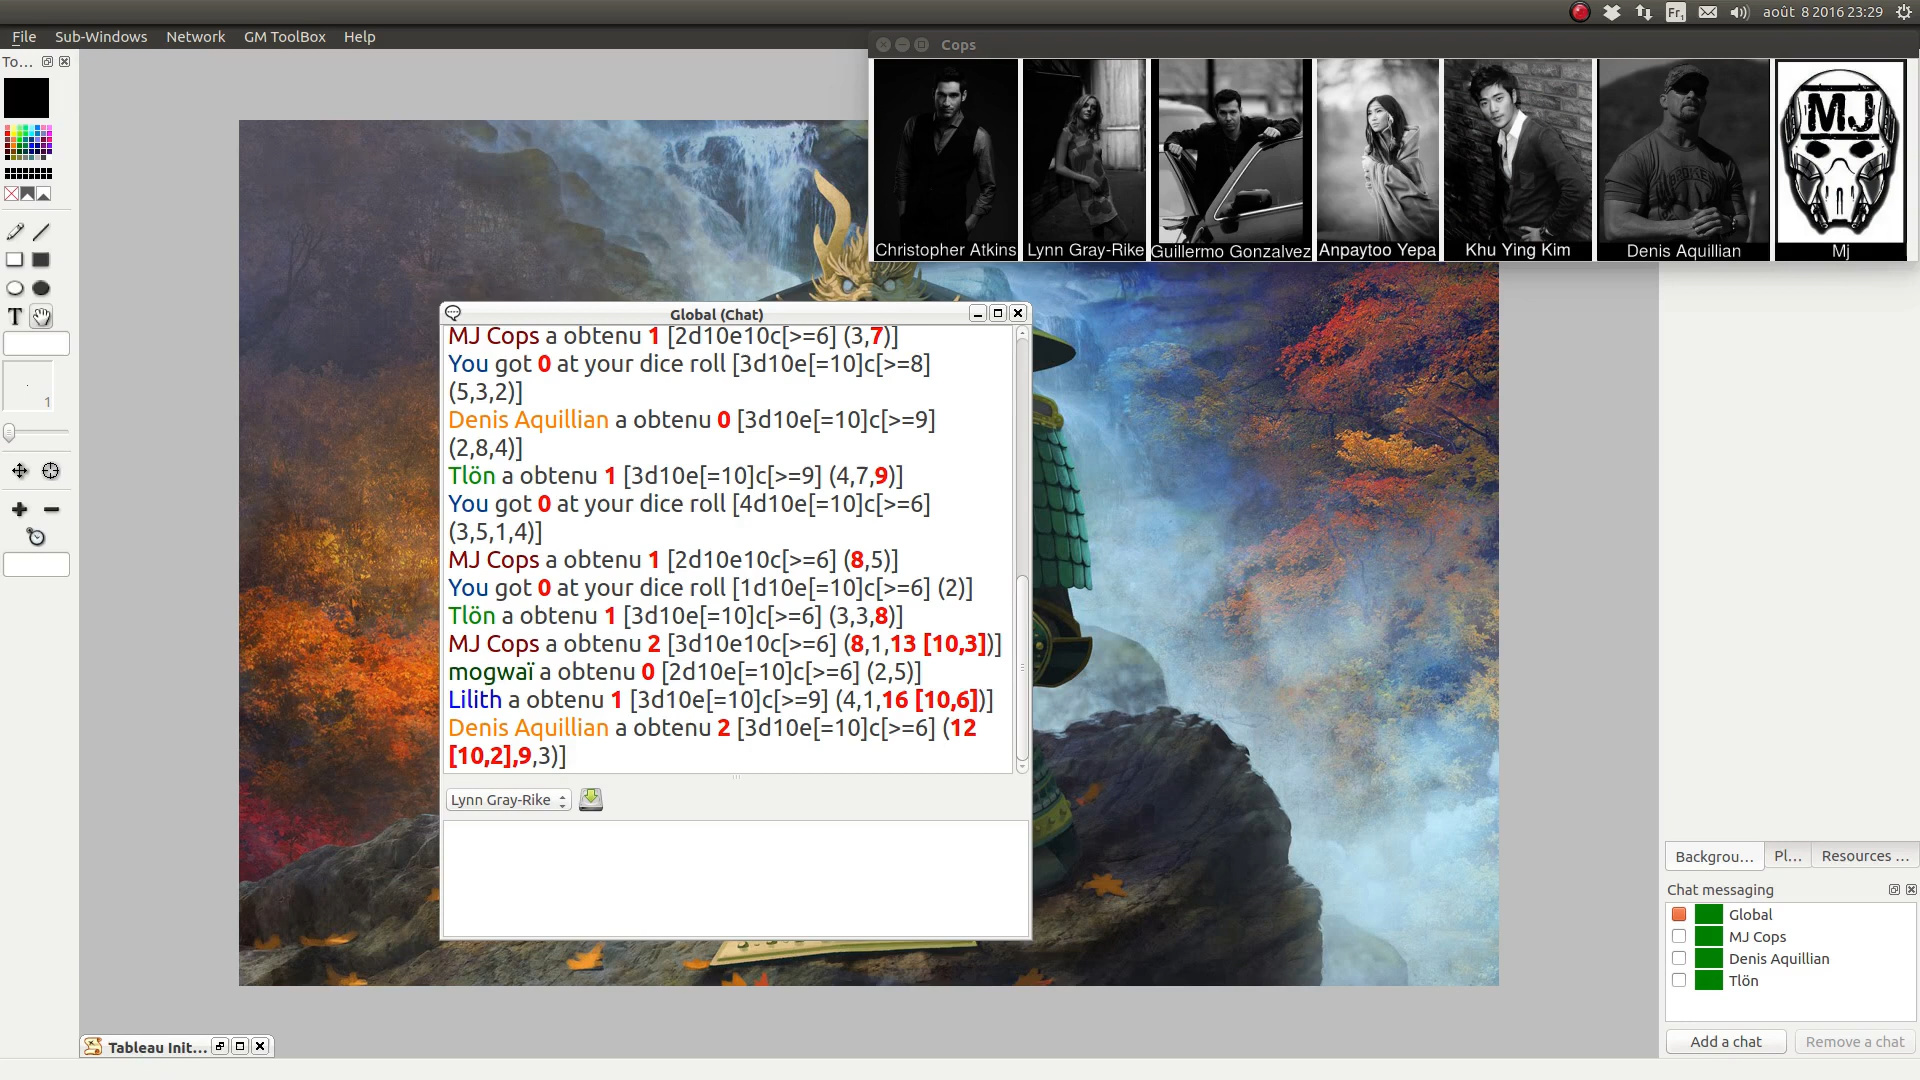 août 8 2016 23:29
Fr1
File Sub-Windows Network GM ToolBox Help
To...
Cops
MJ
Christopher Atkins
Lynn Gray-Rike
Guillermo Gonzalvez
Anpaytoo Yepa
Khu Ying Kim
Denis Aquillian
Mj
T
1
Global (Chat)
MJ Cops a obtenu 1 [2d10e10c[>=6] (3,7)]
You got 0 at your dice roll [3d10e[=10]c[>=8]
(5,3,2)]
Denis Aquillian a obtenu 0 [3d10e[=10]c[>=9]
(2,8,4)]
Tlön a obtenu 1 [3d10e[=10]c[>=9] (4,7,9)]
You got 0 at your dice roll [4d10e[=10]c[>=6]
(3,5,1,4)]
MJ Cops a obtenu 1 [2d10e10c[>=6] (8,5)]
You got 0 at your dice roll [1d10e[=10]c[>=6] (2)]
Tlön a obtenu 1 [3d10e[=10]c[>=6] (3,3,8)]
MJ Cops a obtenu 2 [3d10e10c[>=6] (8,1,13 [10,3])]
mogwaï a obtenu 0 [2d10e[=10]c[>=6] (2,5)]
Lilith a obtenu 1 [3d10e[=10]c[>=9] (4,1,16 [10,6])]
Denis Aquillian a obtenu 2 [3d10e[=10]c[>=6] (12
[10,2],9,3)]
Lynn Gray-Rike
Backgrou... Pl... Resources ...
Chat messaging
Global
MJ Cops
Denis Aquillian
Tlön
Add a chat Remove a chat
Tableau Init...